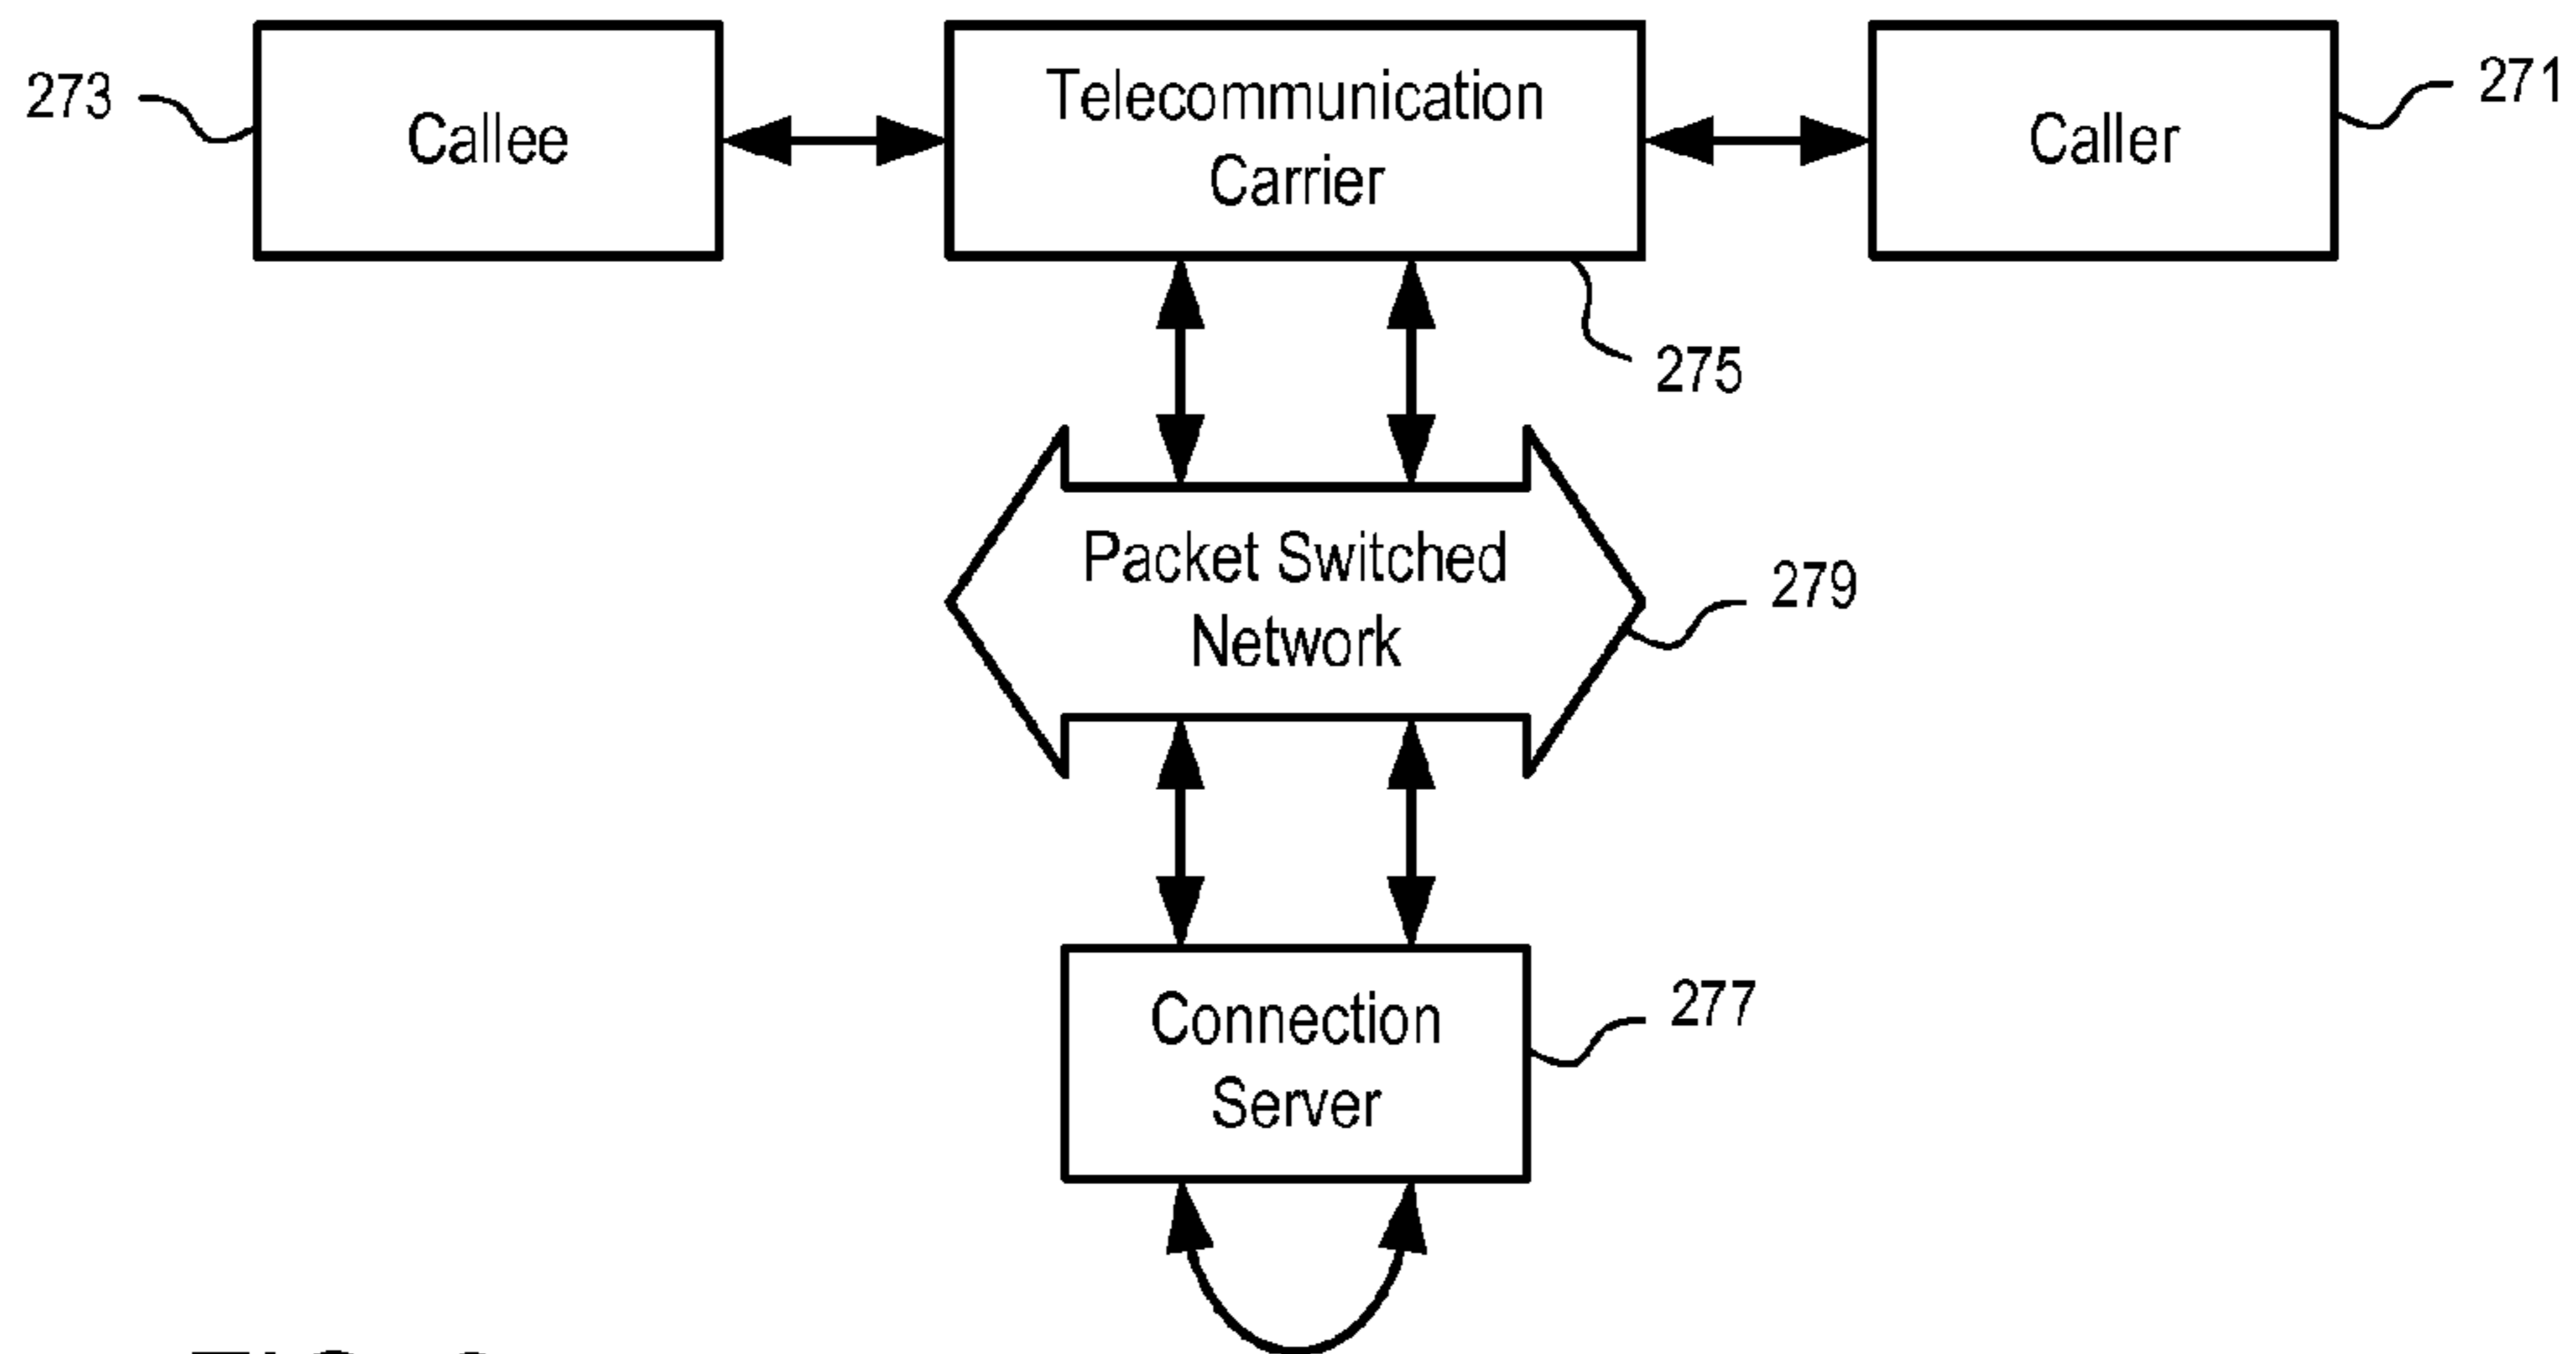 273
Callee
Telecommunication
Carrier
Caller
271
275
Packet Switched
Network
279
Connection
Server
277